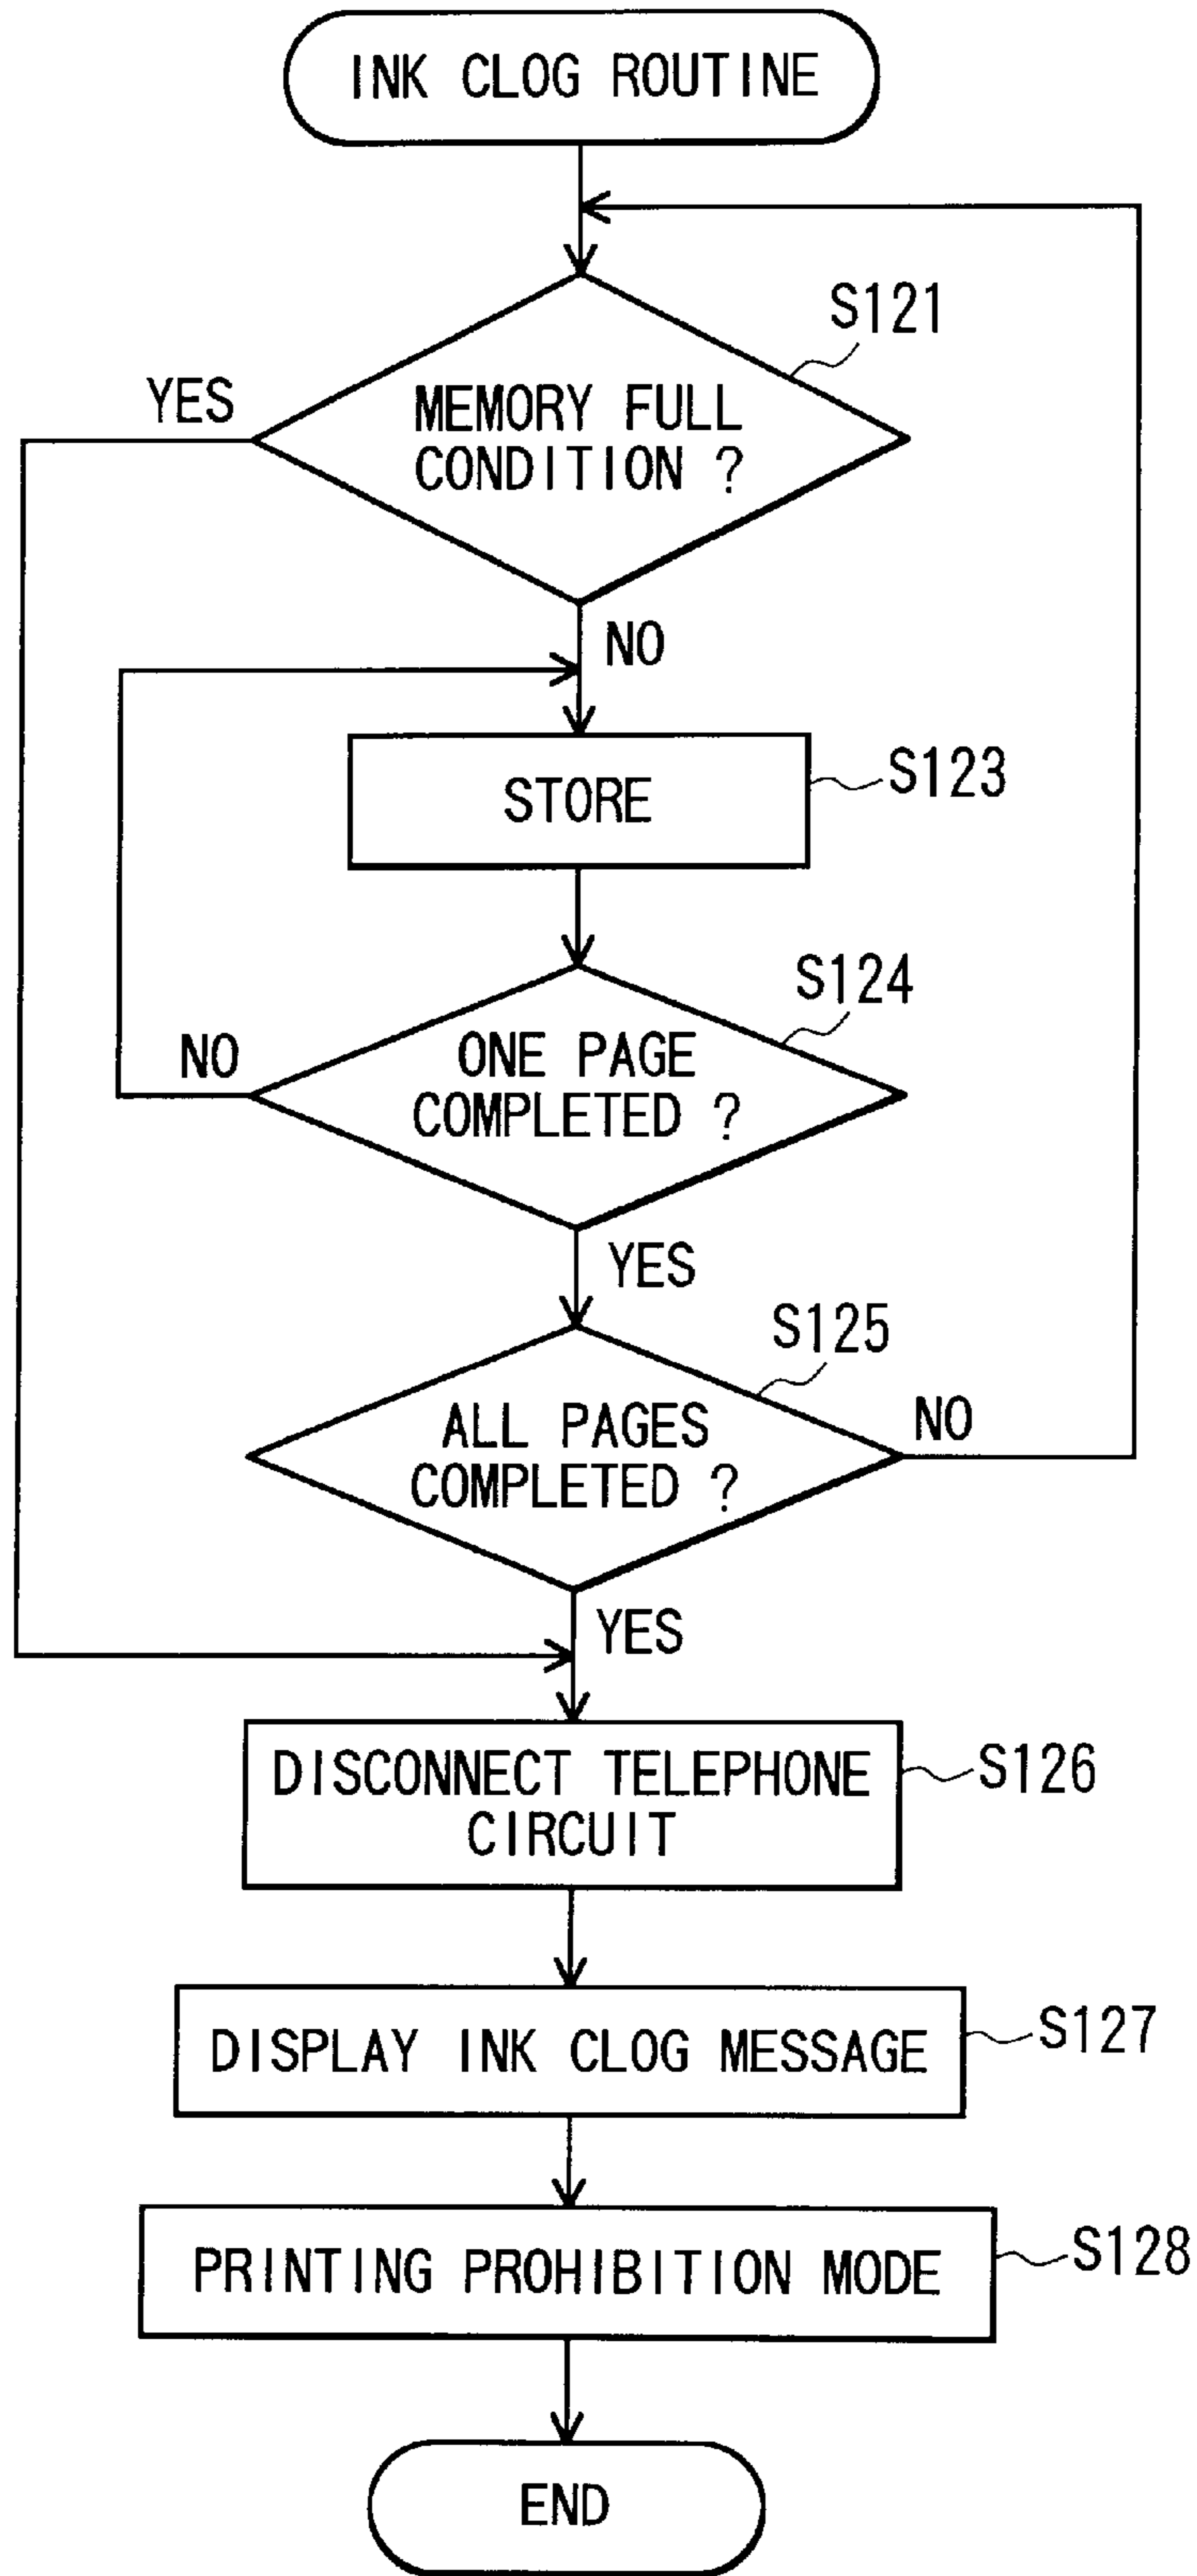 INK CLOG ROUTINE
S121
YES
MEMORY FULL
CONDITION ?
NO
STORE
S123
S124
NO
ONE PAGE
COMPLETED ?
YES
S125
ALL PAGES
COMPLETED ?
NO
YES
DISCONNECT TELEPHONE
CIRCUIT
S126
DISPLAY INK CLOG MESSAGE
S127
PRINTING PROHIBITION MODE
S128
END